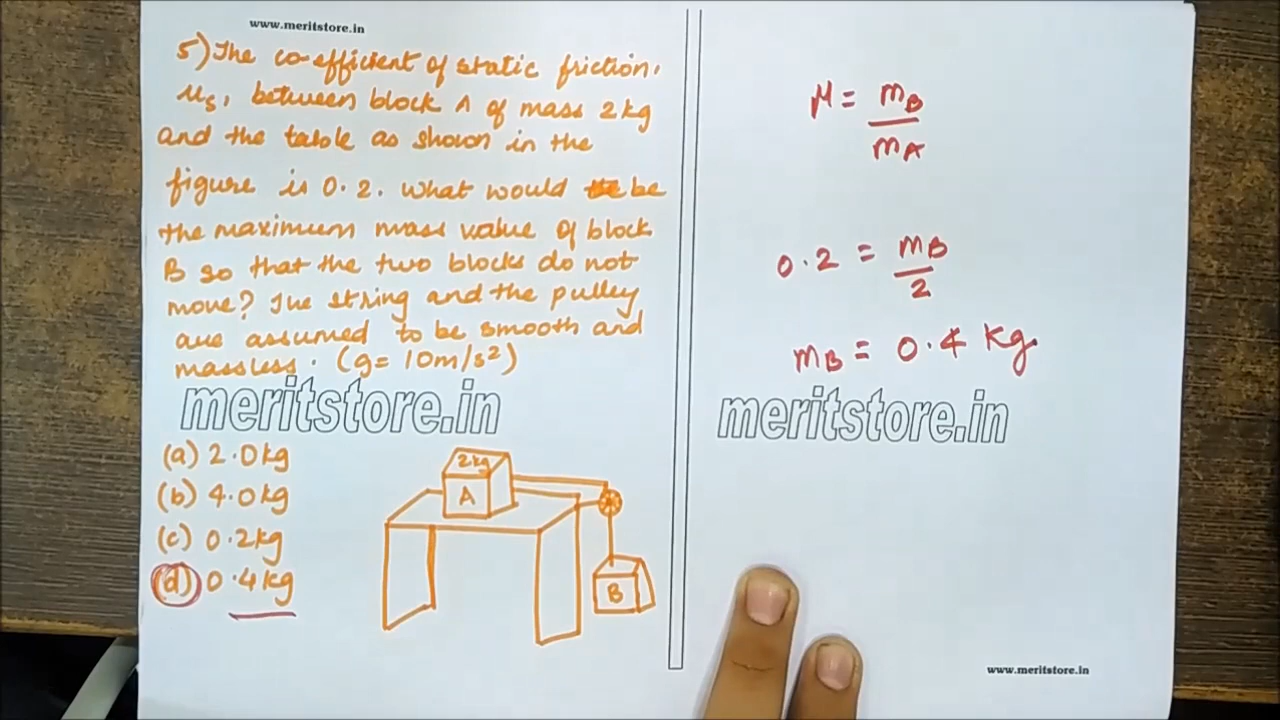 www.meritstore.in
5) The co-efficient of static friction,
μs, between block A of mass 2kg
and the table as shown in the
figure is 0.2. What would be
the maximum mass value of block
B so that the two blocks do not
move? The string and the pulley
are assumed to be smooth and
massless. (g= 10m/s²)
meritstore.in
(a) 2.0kg
(b) 4.0kg
(c) 0.2kg
(d) 0.4kg
2kg
A
B
μ = mB
mA
0.2 = mB
2
mB = 0.4 kg.
meritstore.in
www.meritstore.in